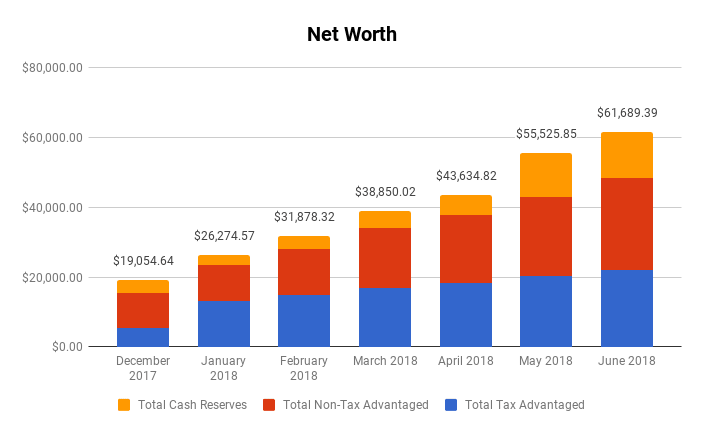 Net Worth
$80,000.00
$60,000.00
$40,000.00
$20,000.00
$0.00
$19,054.64
$26,274.57
$31,878.32
$38,850.02
$43,634.82
$55,525.85
$61,689.39
December
2017
January
2018
February
2018
March 2018
April 2018
May 2018
June 2018
Total Cash Reserves
Total Non-Tax Advantaged
Total Tax Advantaged